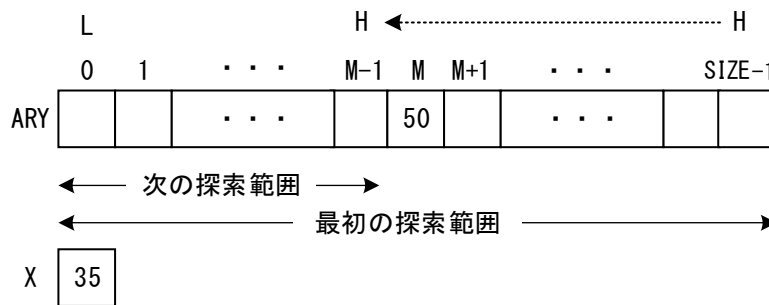 L H H
0 1 ・・・ M-1 M M+1 ・・・ SIZE-1
ARY ・・・ 50 ・・・
次の探索範囲
最初の探索範囲
X 35